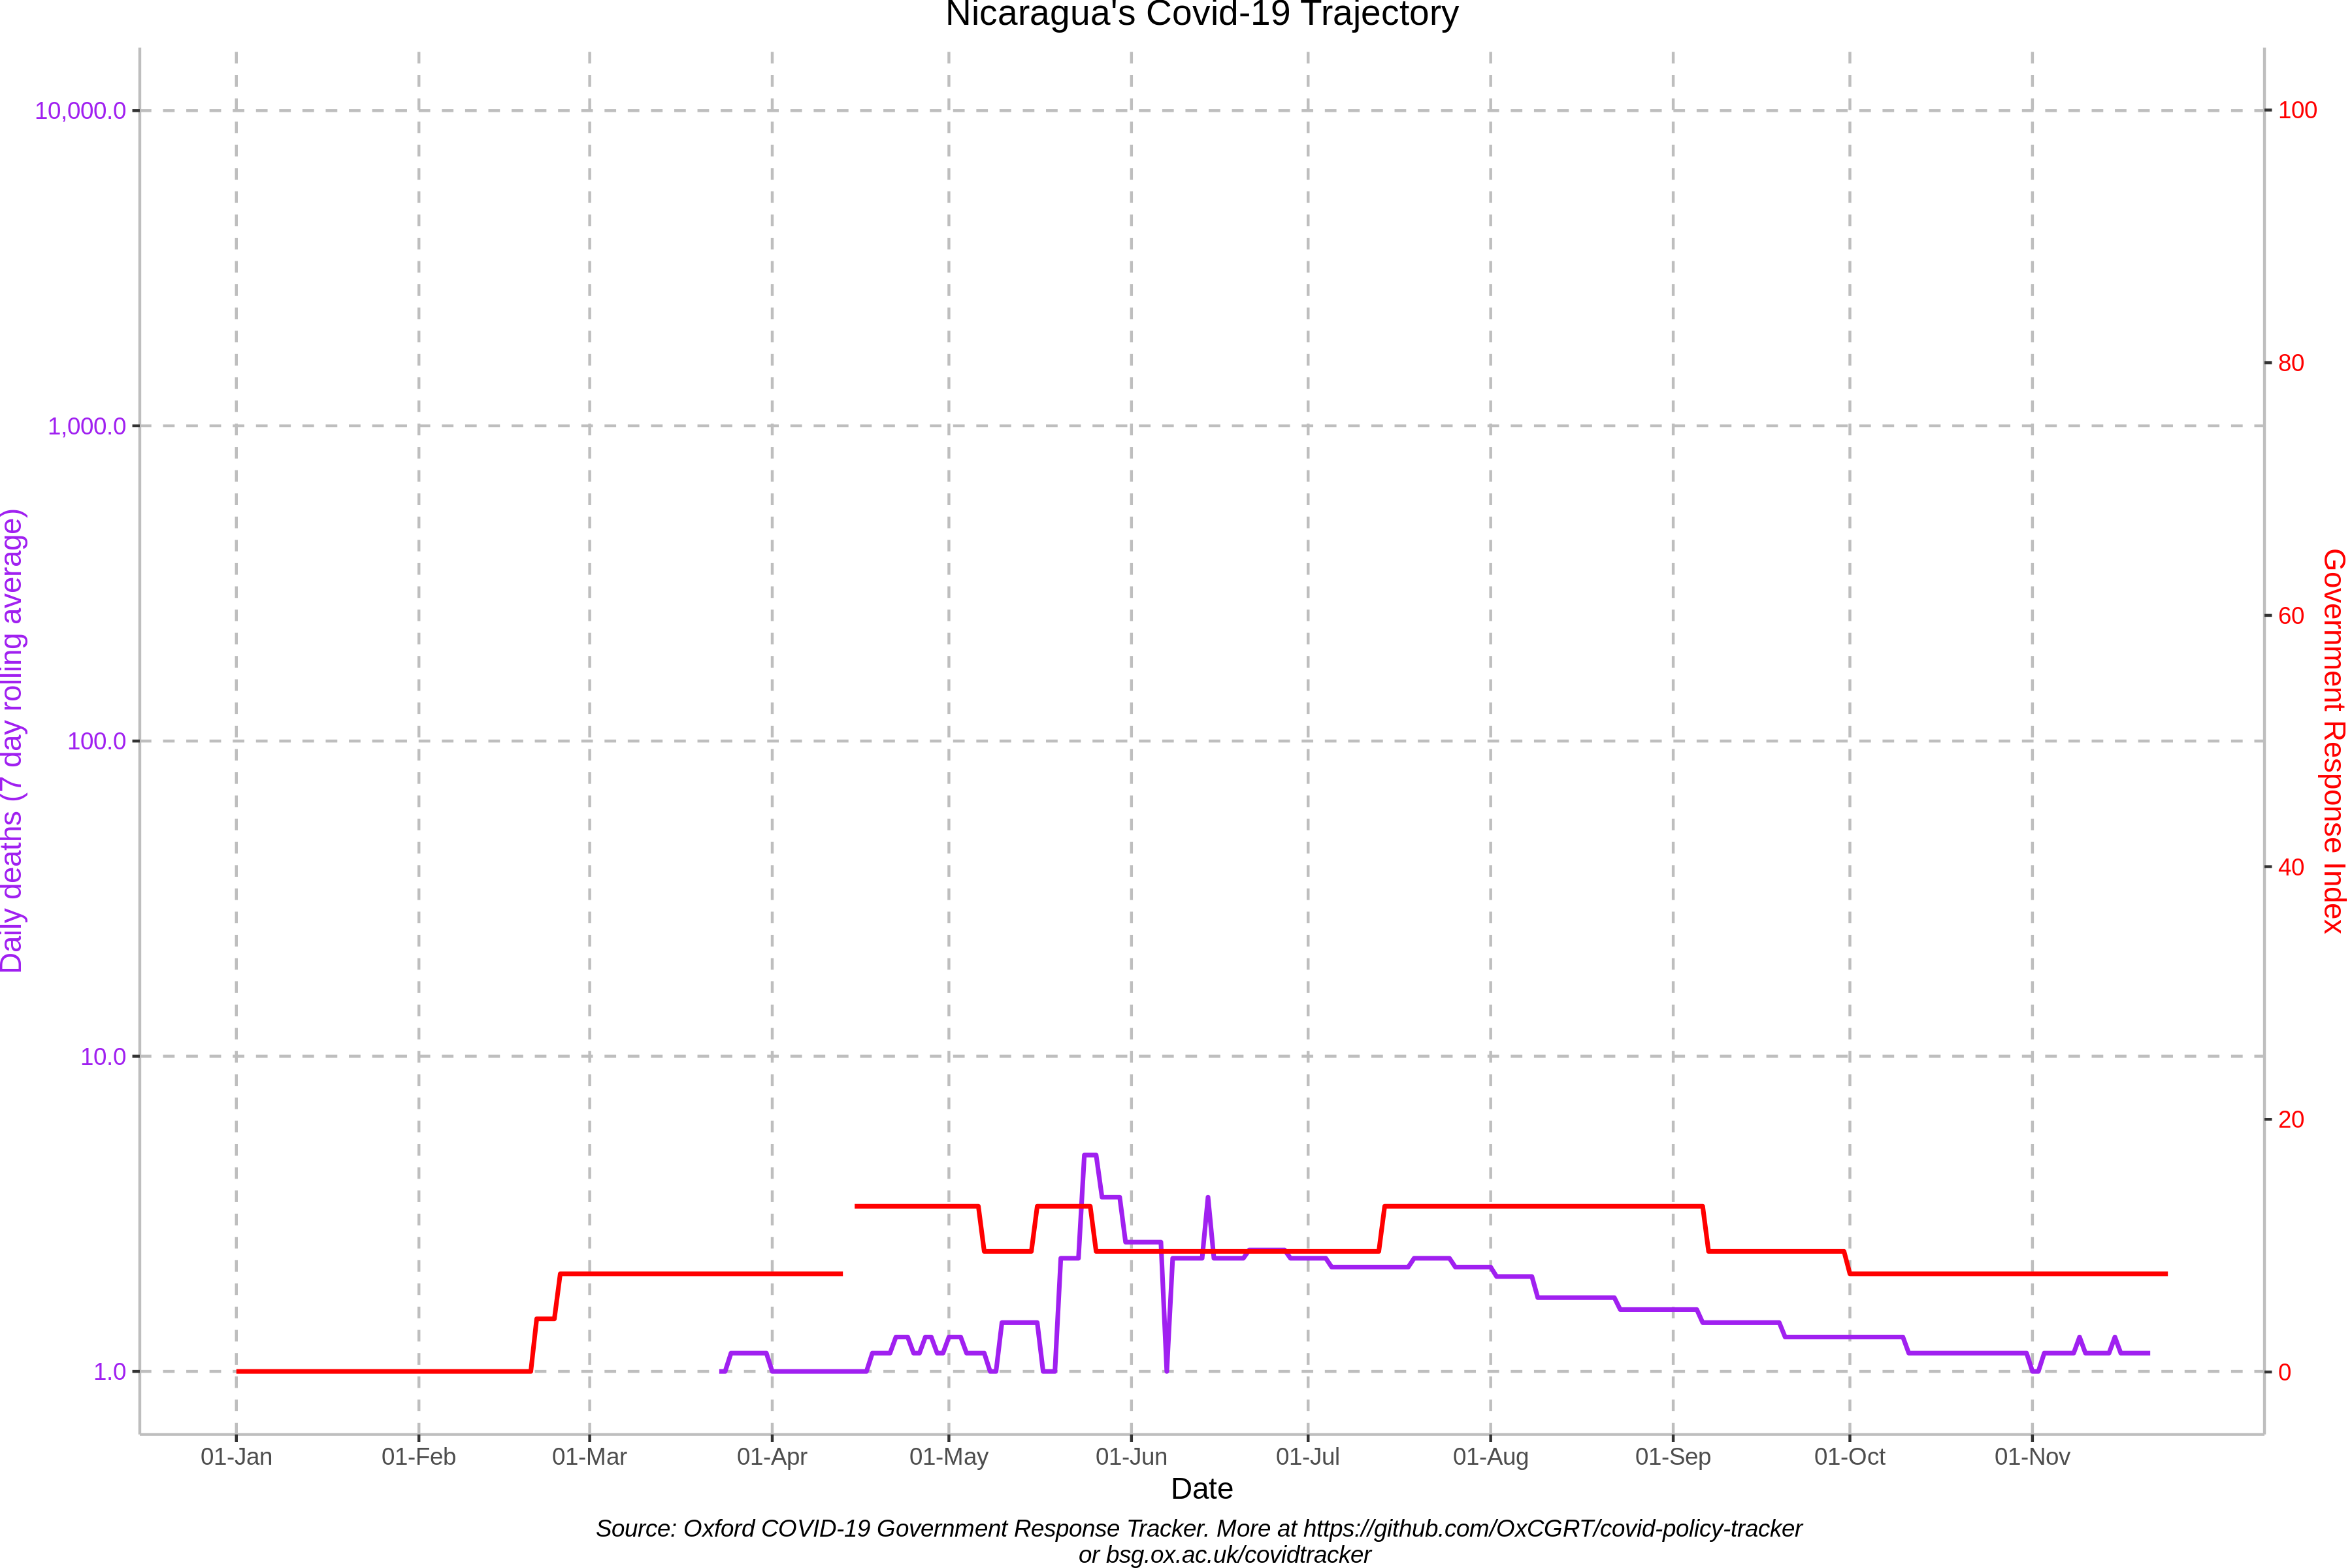 Nicaragua's Covid-19 Trajectory
10,000.0
1,000.0
100.0
10.0
1.0
Daily deaths (7 day rolling average)
100
80
60
40
20
0
Government Response Index
01-Jan
01-Feb
01-Mar
01-Apr
01-May
01-Jun
01-Jul
01-Aug
01-Sep
01-Oct
01-Nov
Date
Source: Oxford COVID-19 Government Response Tracker. More at https://github.com/OxCGRT/covid-policy-tracker
or bsg.ox.ac.uk/covidtracker